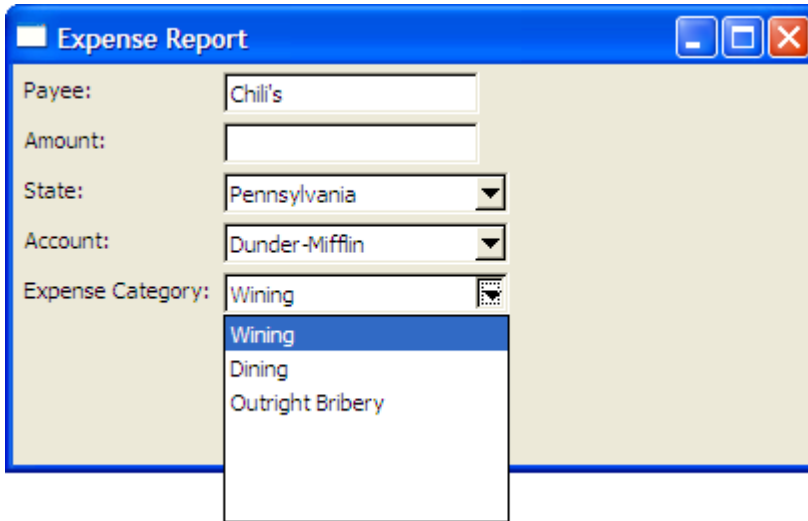 Expense Report
Payee: Chili's
Amount:
State: Pennsylvania
Account: Dunder-Mifflin
Expense Category: Wining
Wining
Dining
Outright Bribery